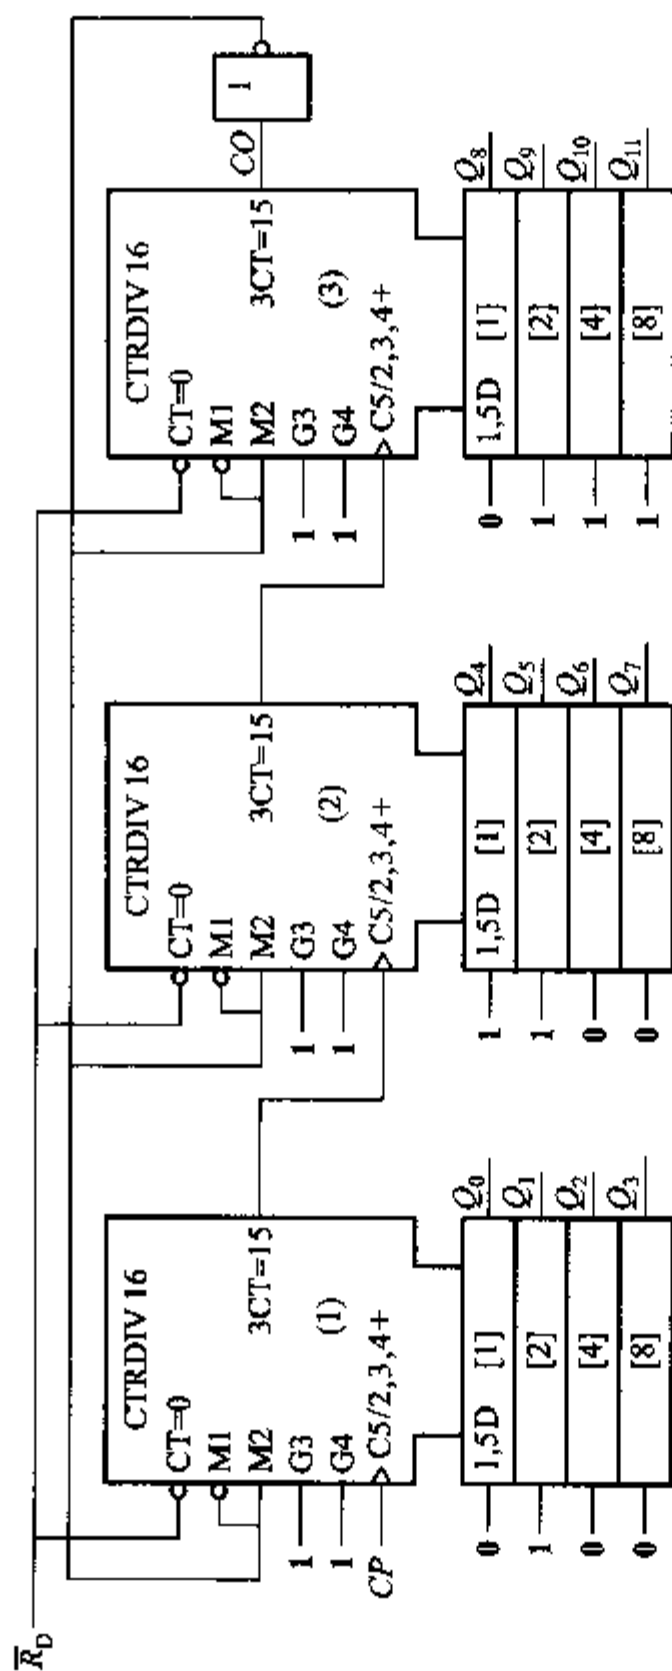 R̅D
CTRDIV 16
CT=0
M1
M2
3CT=15
G3
(1)
G4
C5/2,3,4+
1
1
CP
1,5D [1]
[2]
[4]
[8]
0
1
0
0
Q0
Q1
Q2
Q3
CTRDIV 16
CT=0
M1
M2
3CT=15
G3
(2)
G4
C5/2,3,4+
1
1
1,5D [1]
[2]
[4]
[8]
1
1
0
0
Q4
Q5
Q6
Q7
CTRDIV 16
CT=0
M1
M2
3CT=15
G3
(3)
G4
C5/2,3,4+
1
1
1,5D [1]
[2]
[4]
[8]
0
1
1
1
Q8
Q9
Q10
Q11
CO
1